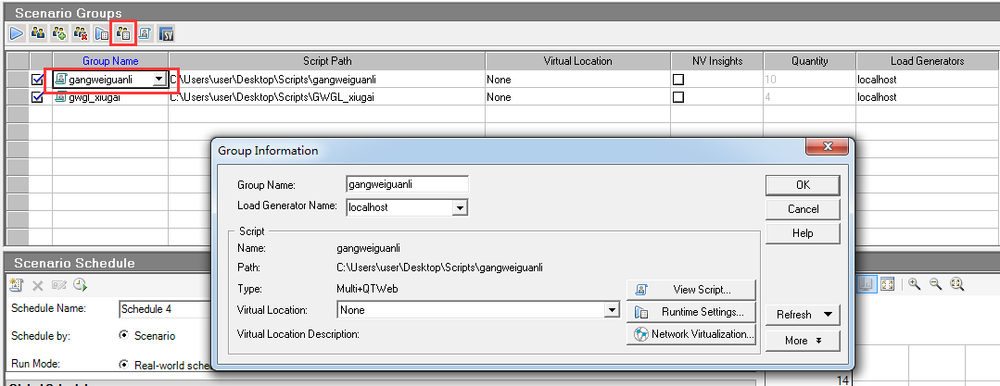 Scenario Groups
Group Name Script Path Virtual Location NV Insights Quantity Load Generators
gangweiguanli C:\Users\user\Desktop\Scripts\gangweiguanli None 10 localhost
gwgl_xiugai C:\Users\user\Desktop\Scripts\GWGL_xiugai None 4 localhost
Group Information
Group Name: gangweiguanli OK
Load Generator Name: localhost Cancel
Help
Script
Name: gangweiguanli
Path: C:\Users\user\Desktop\Scripts\gangweiguanli
Type: Multi+QTWeb View Script...
Virtual Location: None Runtime Settings... Refresh
Virtual Location Description: Network Virtualization... More
Scenario Schedule
Schedule Name: Schedule 4
Schedule by: Scenario
Run Mode: Real-world sche
14